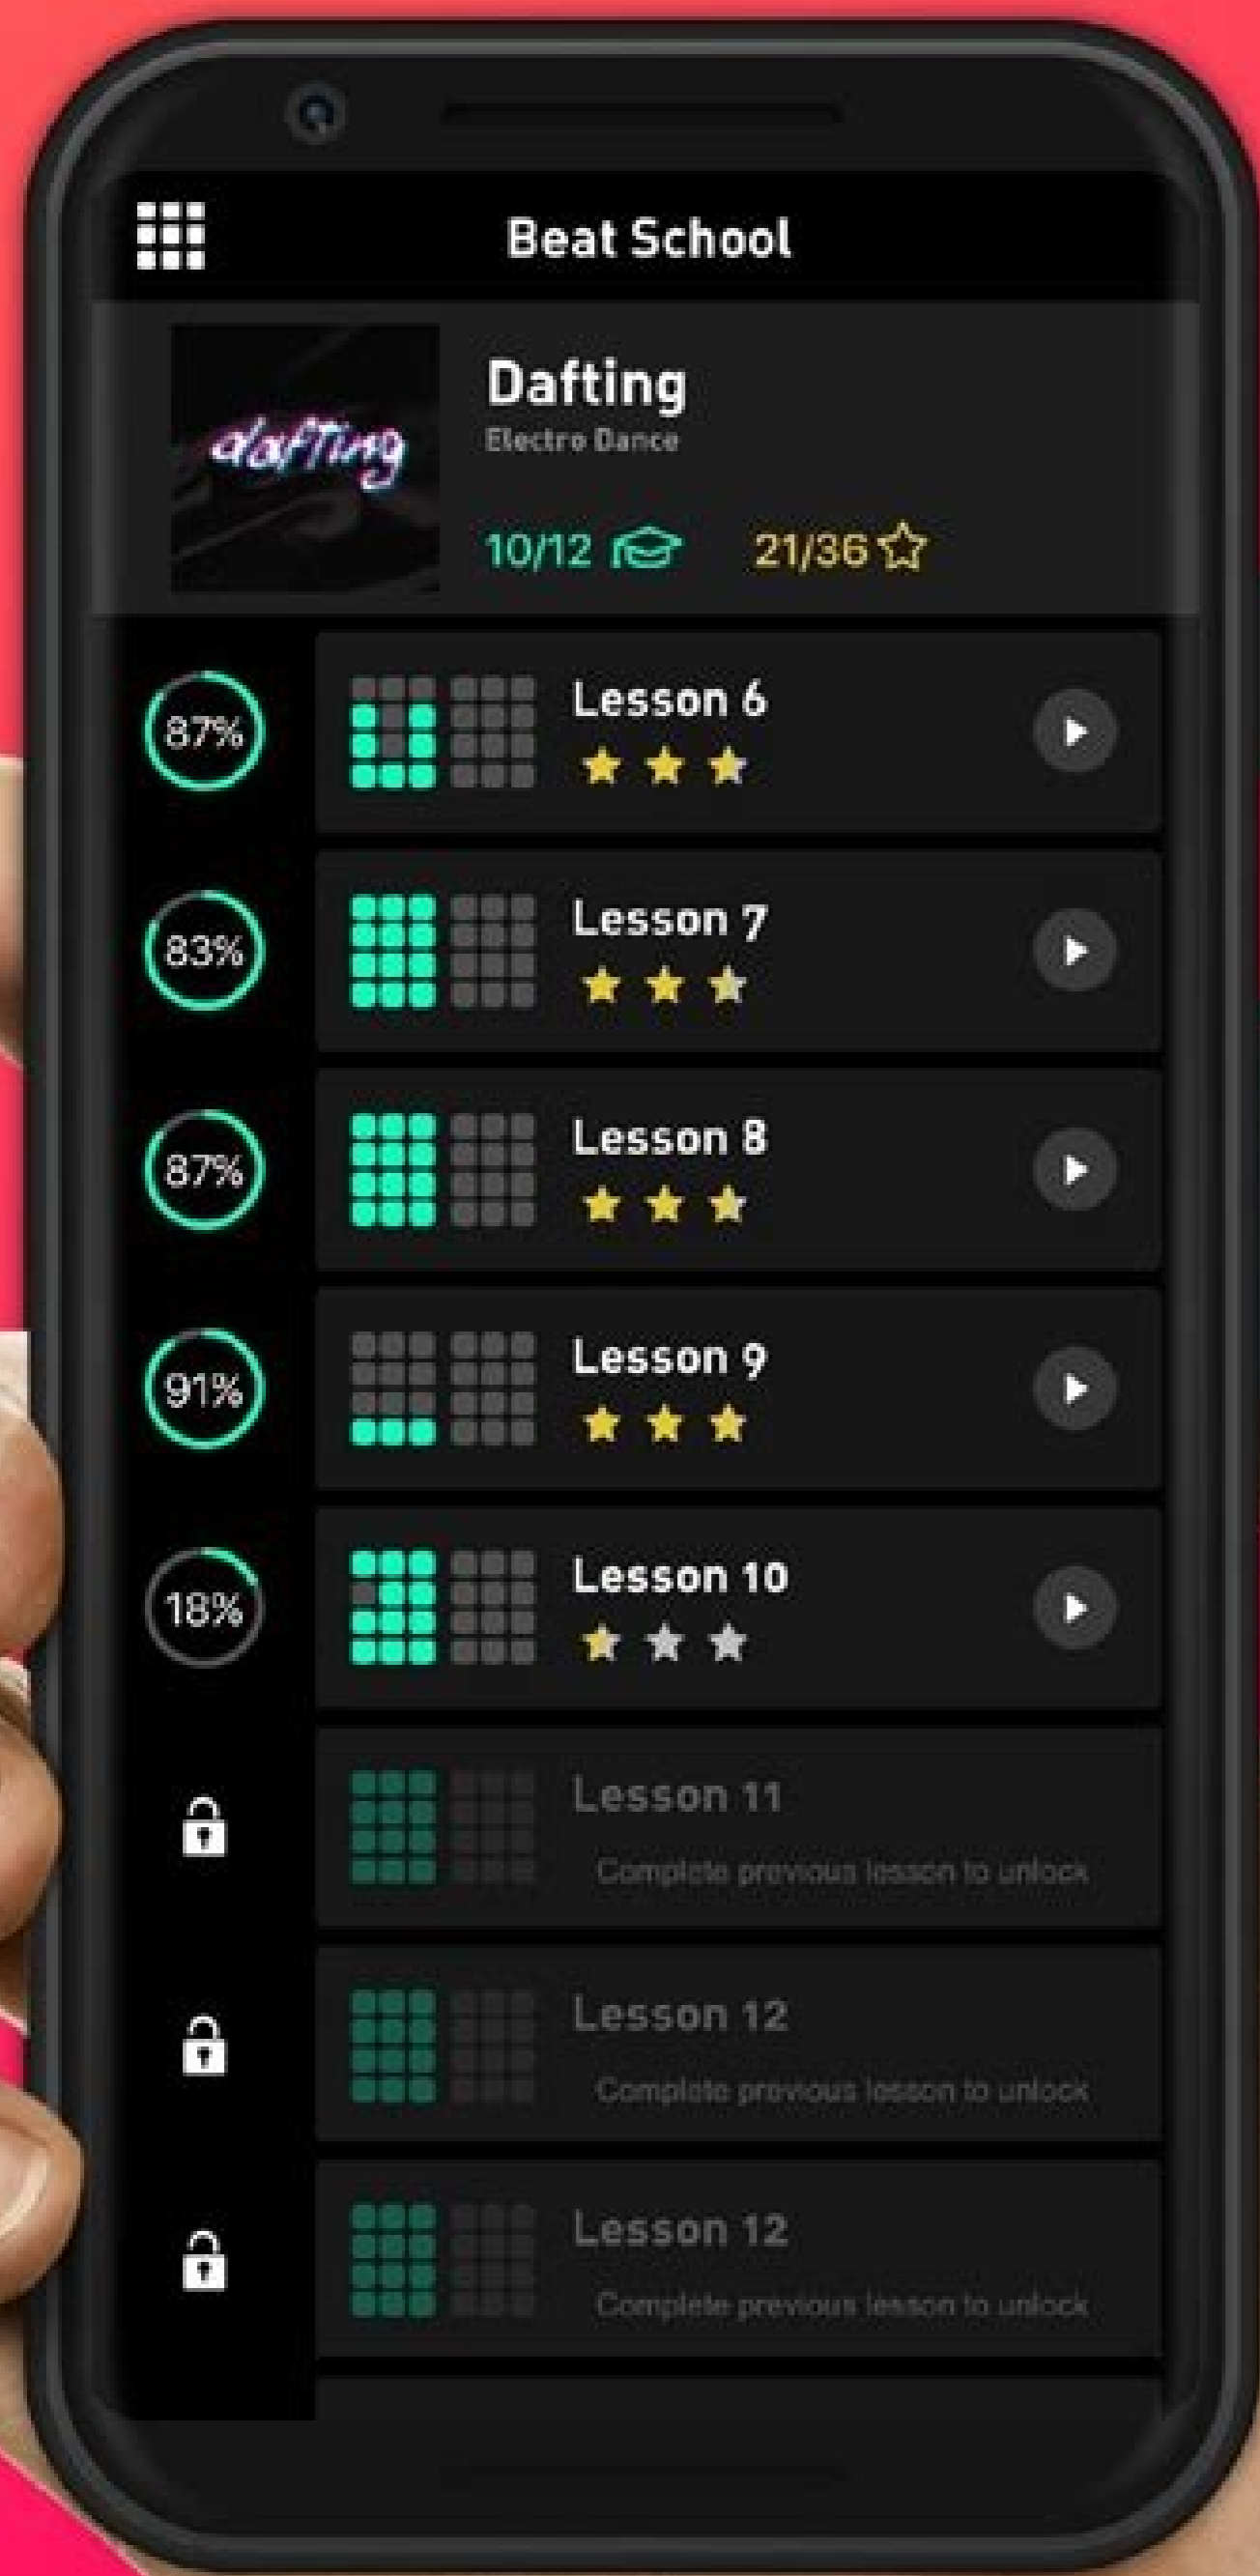 Beat School
dafting
Dafting
Electro Dance
10/12
21/36
87%
Lesson 6
83%
Lesson 7
87%
Lesson 8
91%
Lesson 9
18%
Lesson 10
Lesson 11
Complete previous lesson to unlock
Lesson 12
Complete previous lesson to unlock
Lesson 12
Complete previous lesson to unlock